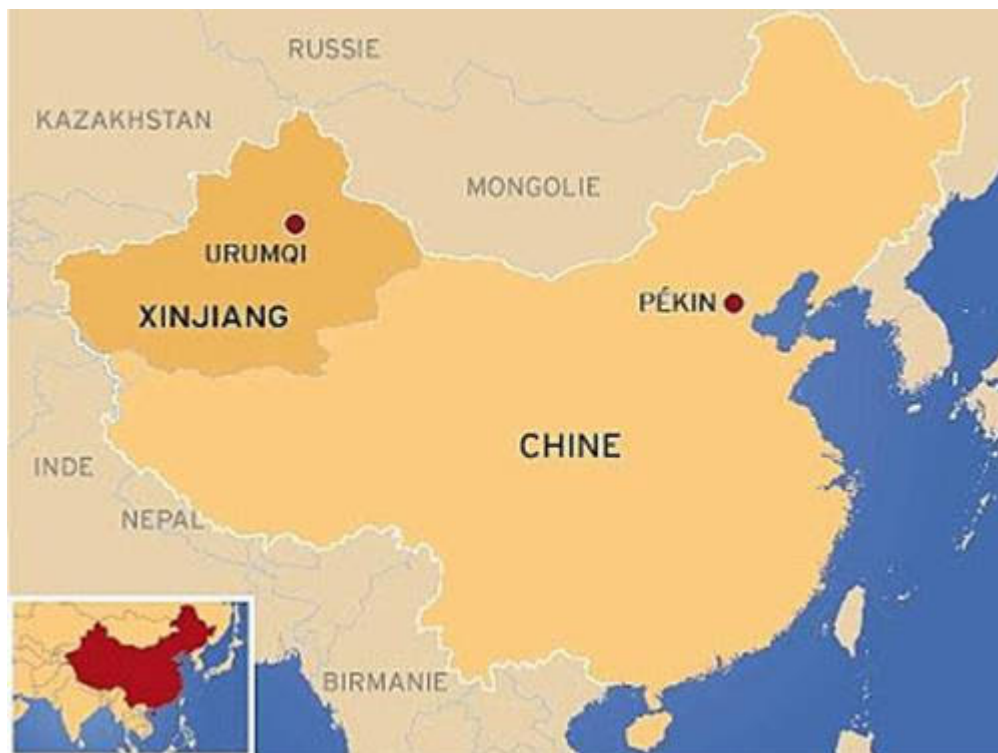 RUSSIE
KAZAKHSTAN
MONGOLIE
URUMQI
PÉKIN
XINJIANG
CHINE
INDE
NEPAL
BIRMANIE